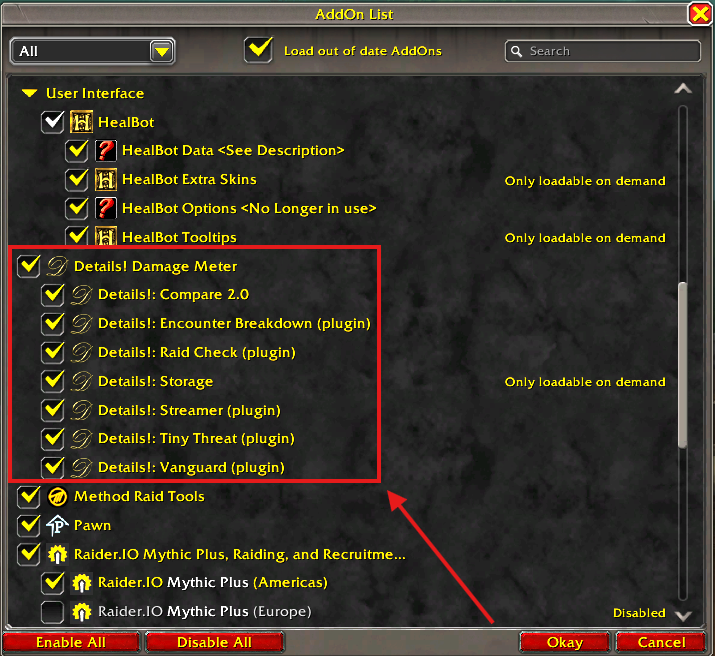 AddOn List
All
Load out of date AddOns
Search
User Interface
HealBot
HealBot Data <See Description>
HealBot Extra Skins
Only loadable on demand
HealBot Options <No Longer in use>
HealBot Tooltips
Only loadable on demand
Details! Damage Meter
Details!: Compare 2.0
Details!: Encounter Breakdown (plugin)
Details!: Raid Check (plugin)
Details!: Storage
Only loadable on demand
Details!: Streamer (plugin)
Details!: Tiny Threat (plugin)
Details!: Vanguard (plugin)
Method Raid Tools
Pawn
Raider.IO Mythic Plus, Raiding, and Recruitme...
Raider.IO Mythic Plus (Americas)
Raider.IO Mythic Plus (Europe)
Disabled
Enable All
Disable All
Okay
Cancel